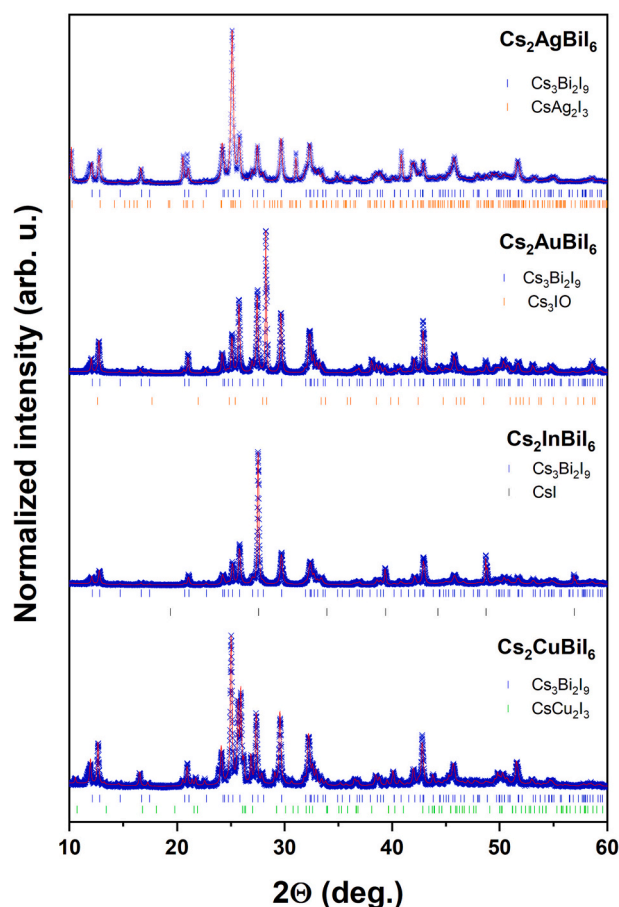 Normalized intensity (arb. u.)
Cs₂AgBiI₆
Cs₃Bi₂I₉
CsAg₂I₃
Cs₂AuBiI₆
Cs₃Bi₂I₉
Cs₃IO
Cs₂InBiI₆
Cs₃Bi₂I₉
CsI
Cs₂CuBiI₆
Cs₃Bi₂I₉
CsCu₂I₃
10 20 30 40 50 60
2Θ (deg.)